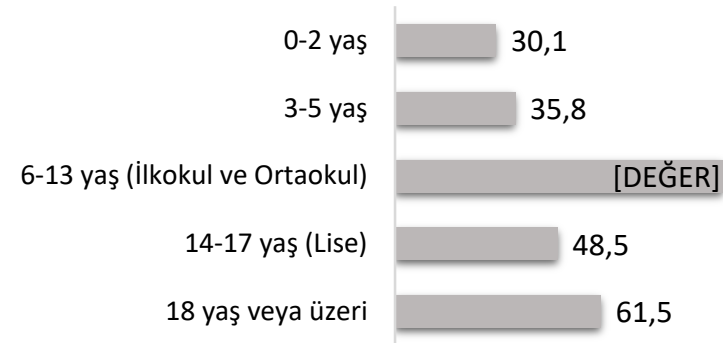 0-2 yaş 30,1
3-5 yaş 35,8
6-13 yaş (İlkokul ve Ortaokul) [DEĞER]
14-17 yaş (Lise) 48,5
18 yaş veya üzeri 61,5